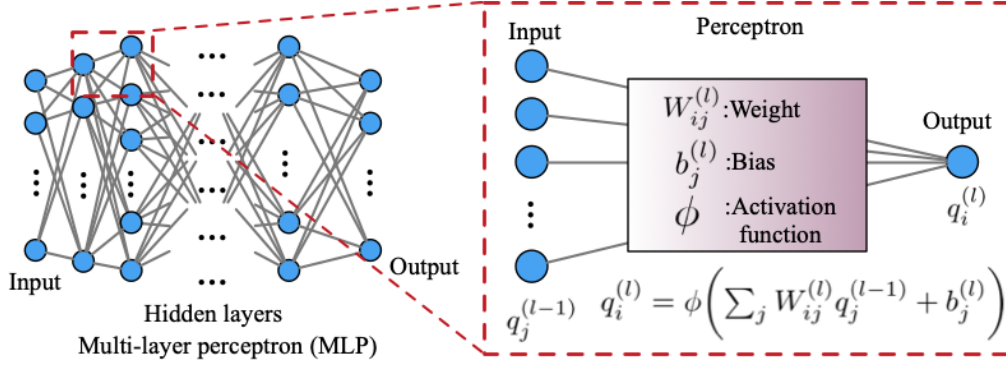 Input
Output
Hidden layers
Multi-layer perceptron (MLP)
Input
Perceptron
W_{ij}^{(l)} :Weight
b_j^{(l)} :Bias
ϕ :Activation
function
Output
q_i^{(l)}
q_j^{(l-1)}
q_i^{(l)} = ϕ(∑_j W_{ij}^{(l)} q_j^{(l-1)} + b_j^{(l)})